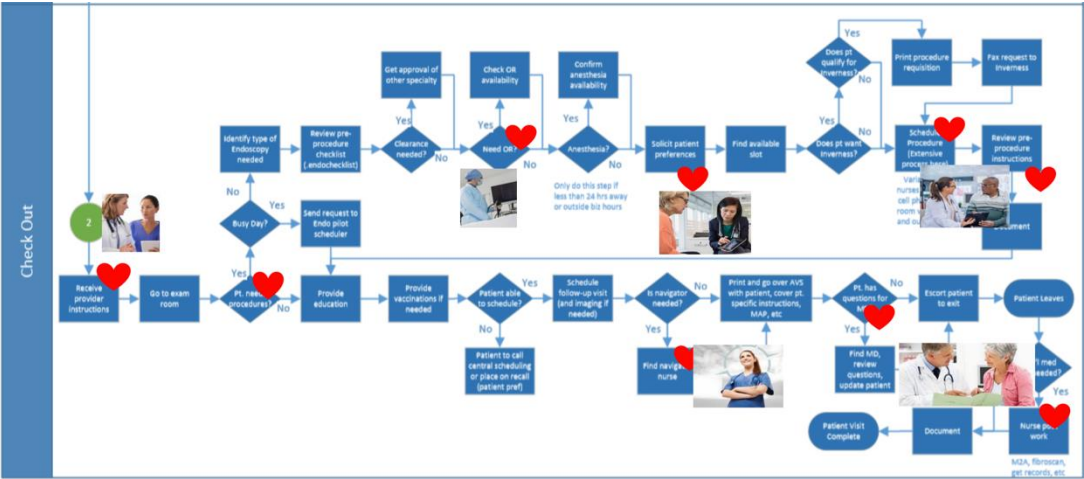 Check Out
2
Receive
provider
instructions
Go to exam
room
Pt. need
procedures?
Yes
No
Busy Day?
No
Yes
Identify type of
Endoscopy
needed
Send request to
Endo pilot
scheduler
Review pre-
procedure
checklist
(.endochecklist)
Clearance
needed?
Yes
No
Get approval of
other specialty
Need OR?
Yes
No
Check OR
availability
Anesthesia?
Yes
No
Confirm
anesthesia
availability
Only do this step if
less than 24 hrs away
or outside biz hours
Solicit patient
preferences
Find available
slot
Does pt want
Inverness?
Yes
No
Does pt
qualify for
Inverness?
Yes
No
Print procedure
requisition
Fax request to
Inverness
Schedule
Procedure
(Extensive
process
Review pre-
procedure
instructions
Document
Provide
education
Provide
vaccinations if
needed
Patient able
to schedule?
Yes
No
Patient to call
central scheduling
or place on recall
(patient pref)
Schedule
follow-up visit
(and imaging if
needed)
Is navigator
needed?
No
Yes
Find
nurse
Print and go over AVS
with patient, cover pt.
specific instructions,
MAP, etc
Pt. has
questions for
No
Yes
Find MD,
review
questions,
update patient
Escort patient
to exit
Patient Leaves
med
Yes
Nurse
work
M2A, fibroscan,
get records, etc
Document
Patient Visit
Complete